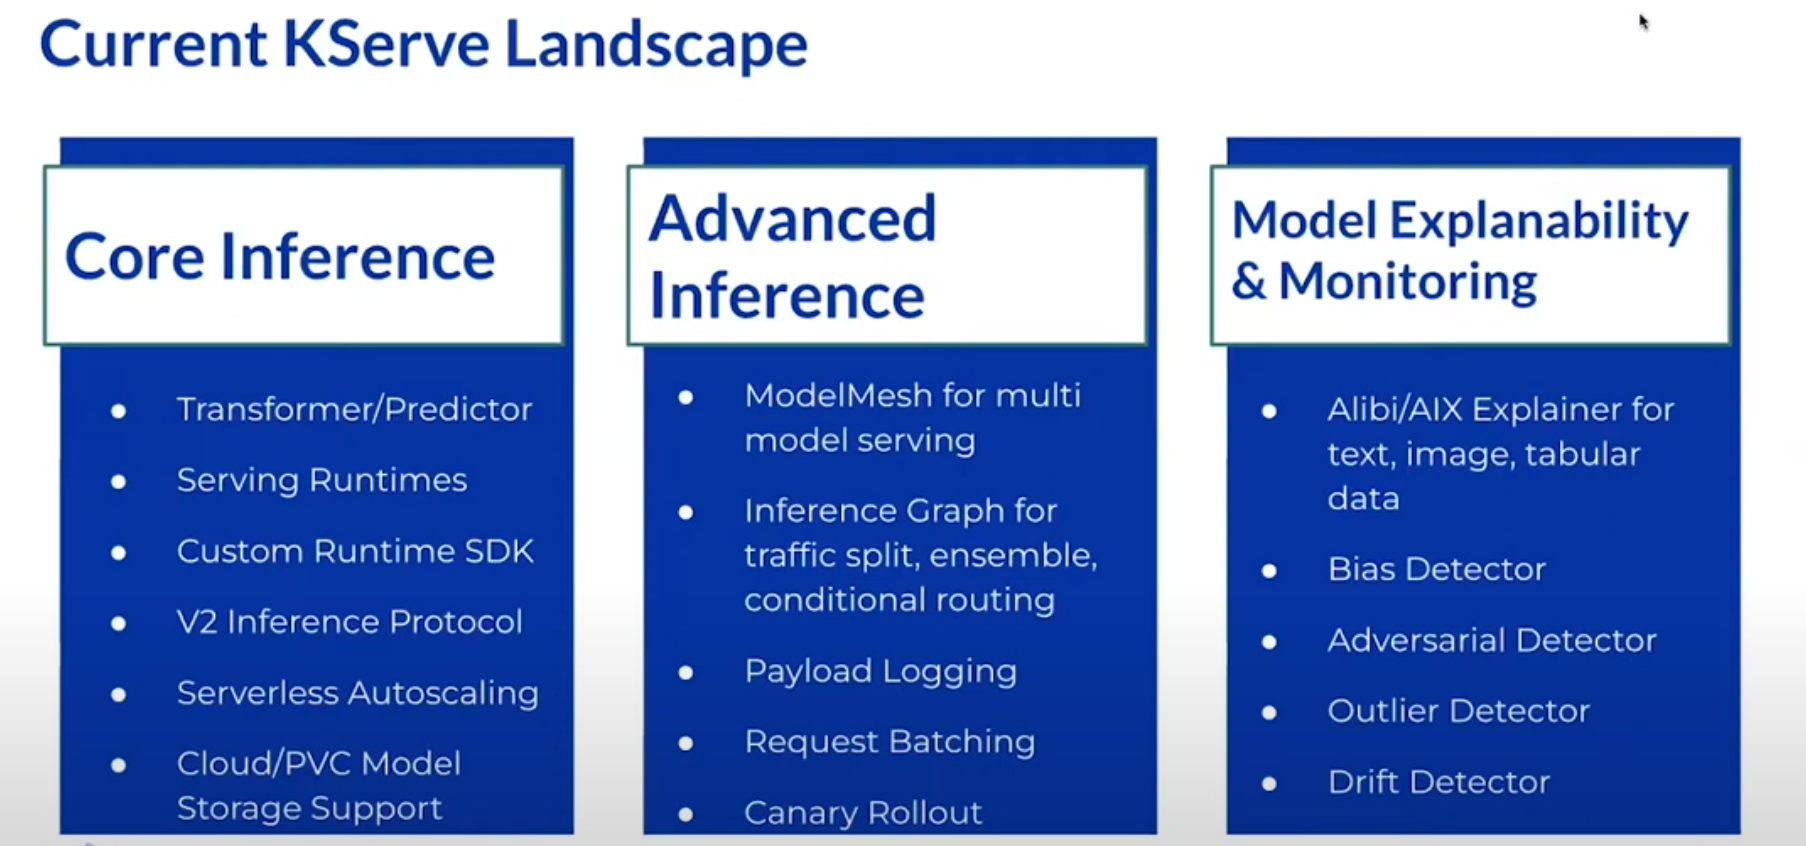 Current KServe Landscape
Core Inference
● Transformer/Predictor
● Serving Runtimes
● Custom Runtime SDK
● V2 Inference Protocol
● Serverless Autoscaling
● Cloud/PVC Model
Storage Support
Advanced
Inference
● ModelMesh for multi
model serving
● Inference Graph for
traffic split, ensemble,
conditional routing
● Payload Logging
● Request Batching
● Canary Rollout
Model Explanability
& Monitoring
● Alibi/AIX Explainer for
text, image, tabular
data
● Bias Detector
● Adversarial Detector
● Outlier Detector
● Drift Detector